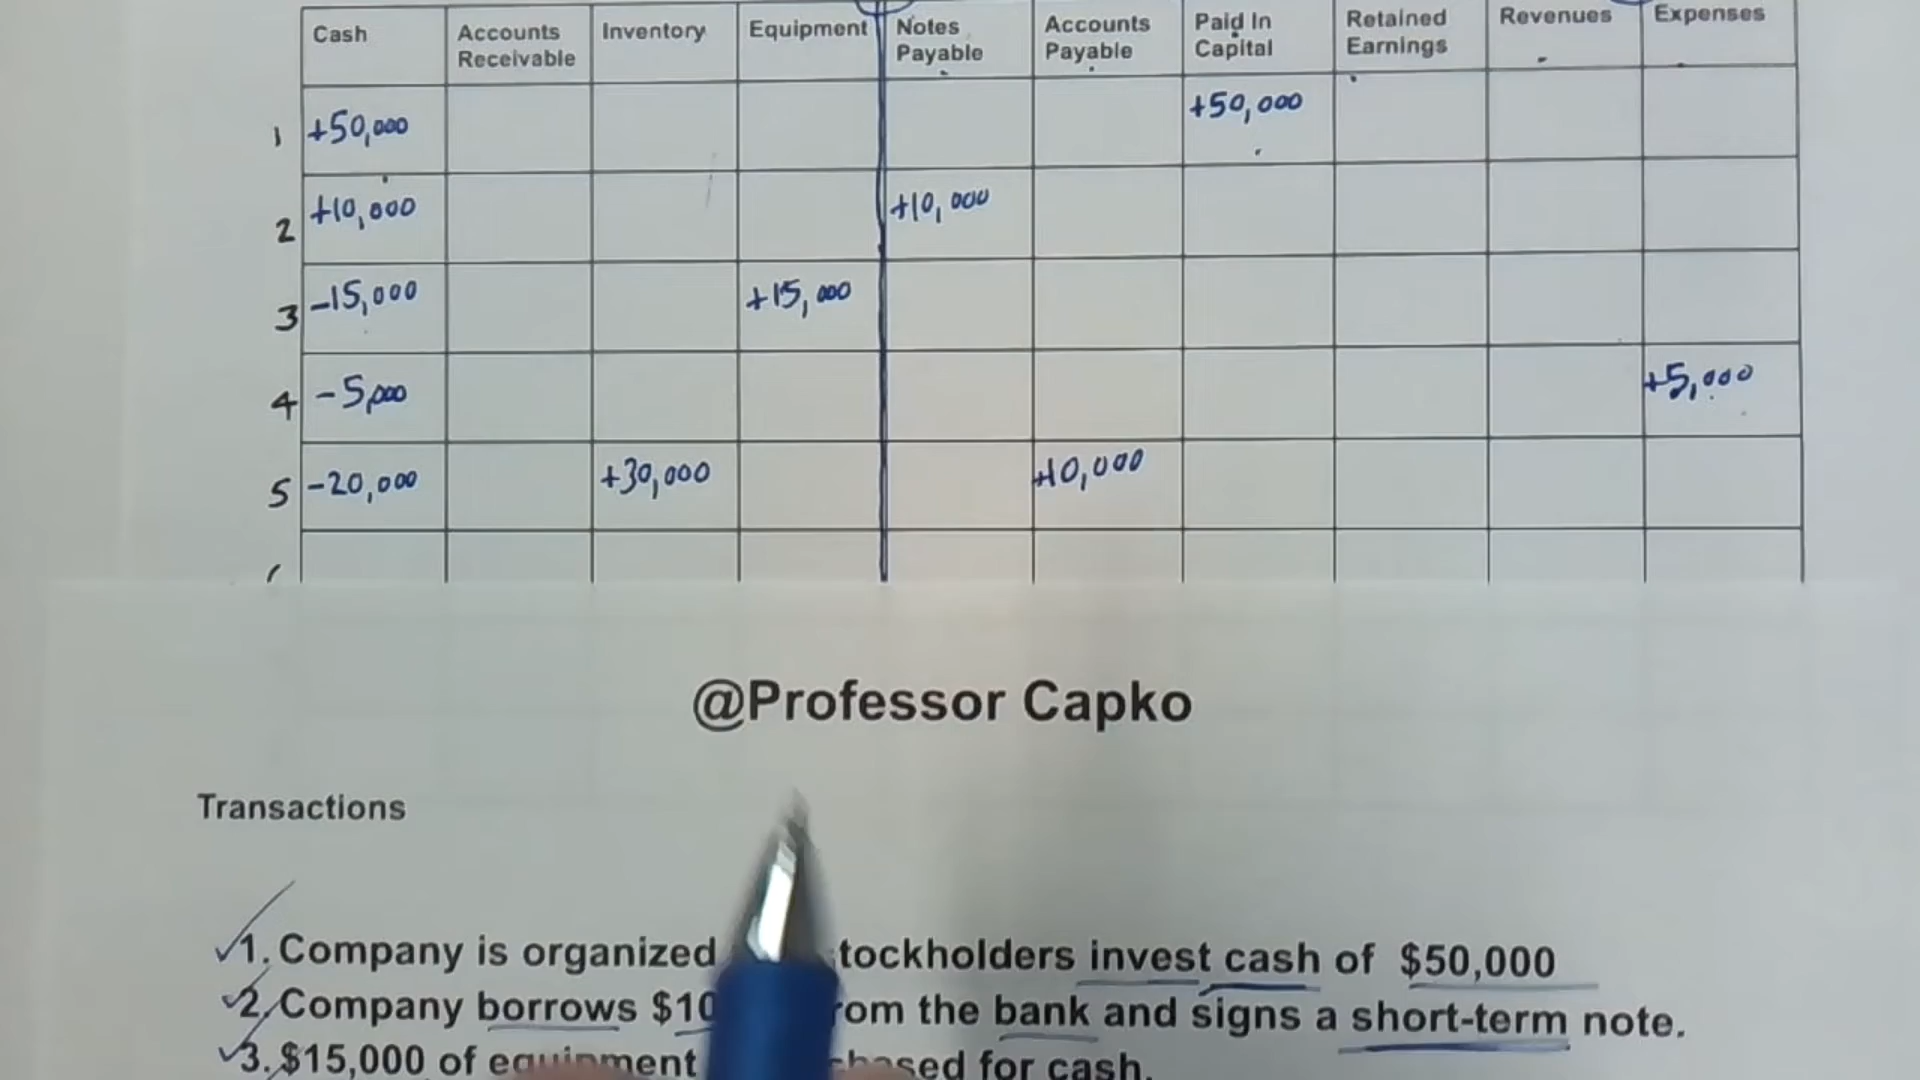 Cash Accounts Receivable Inventory Equipment Notes Payable Accounts Payable Paid In Capital Retained Earnings Revenues Expenses
1 +50,000 +50,000
2 +10,000 +10,000
3 -15,000 +15,000
4 -5,000 +5,000
5 -20,000 +30,000 +10,000
@Professor Capko
Transactions
1. Company is organized tockholders invest cash of $50,000
2. Company borrows $10 om the bank and signs a short-term note.
3. $15,000 of equipment chased for cash.